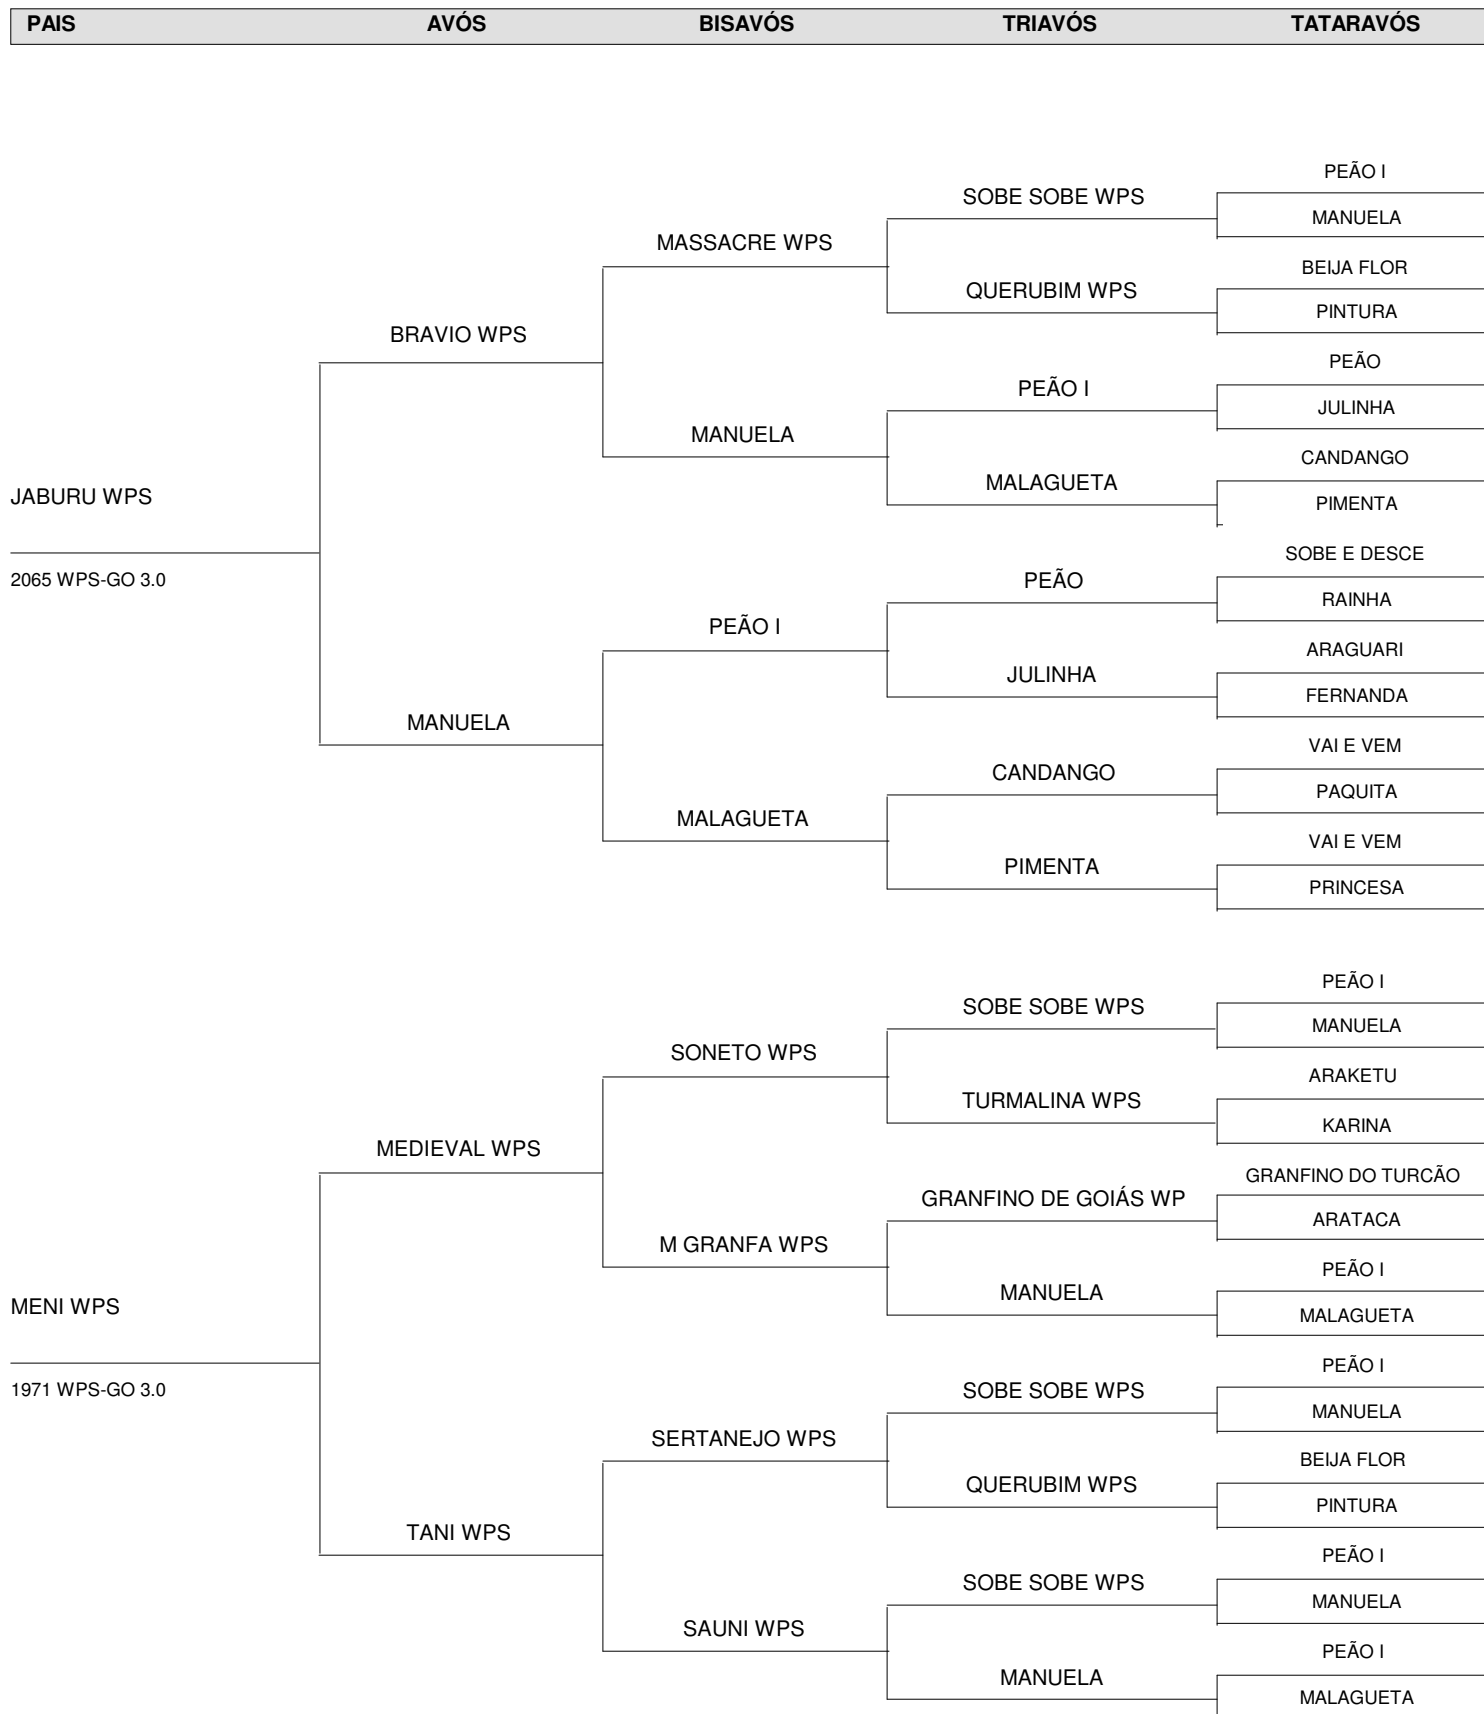 PAIS AVÓS BISAVÓS TRIAVÓS TATARAVÓS
PEÃO I
SOBE SOBE WPS
MANUELA
MASSACRE WPS
BEIJA FLOR
QUERUBIM WPS
PINTURA
BRAVIO WPS
PEÃO
PEÃO I
JULINHA
MANUELA
CANDANGO
MALAGUETA
PIMENTA
JABURU WPS
SOBE E DESCE
2065 WPS-GO 3.0
PEÃO
RAINHA
PEÃO I
ARAGUARI
JULINHA
FERNANDA
MANUELA
VAI E VEM
CANDANGO
PAQUITA
MALAGUETA
VAI E VEM
PIMENTA
PRINCESA
PEÃO I
SOBE SOBE WPS
MANUELA
SONETO WPS
ARAKETU
TURMALINA WPS
KARINA
MEDIEVAL WPS
GRANFINO DO TURCÃO
GRANFINO DE GOIÁS WP
ARATACA
M GRANFA WPS
PEÃO I
MANUELA
MENI WPS
MALAGUETA
PEÃO I
1971 WPS-GO 3.0
SOBE SOBE WPS
MANUELA
SERTANEJO WPS
BEIJA FLOR
QUERUBIM WPS
PINTURA
TANI WPS
PEÃO I
SOBE SOBE WPS
MANUELA
SAUNI WPS
PEÃO I
MANUELA
MALAGUETA